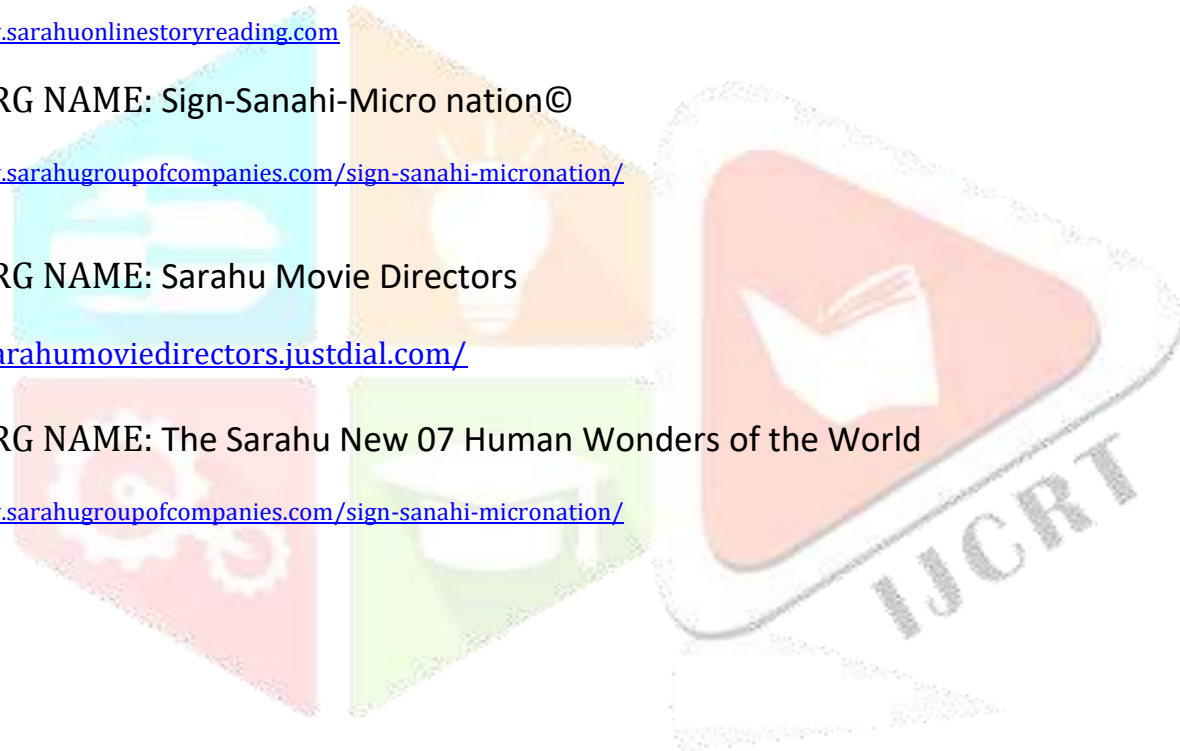 .sarahuonlinestoryreading.com
RG NAME: Sign-Sanahi-Micro nation©
.sarahugroupofcompanies.com/sign-sanahi-micronation/
RG NAME: Sarahu Movie Directors
arahumoviedirectors.justdial.com/
RG NAME: The Sarahu New 07 Human Wonders of the World
.sarahugroupofcompanies.com/sign-sanahi-micronation/
IJCRT